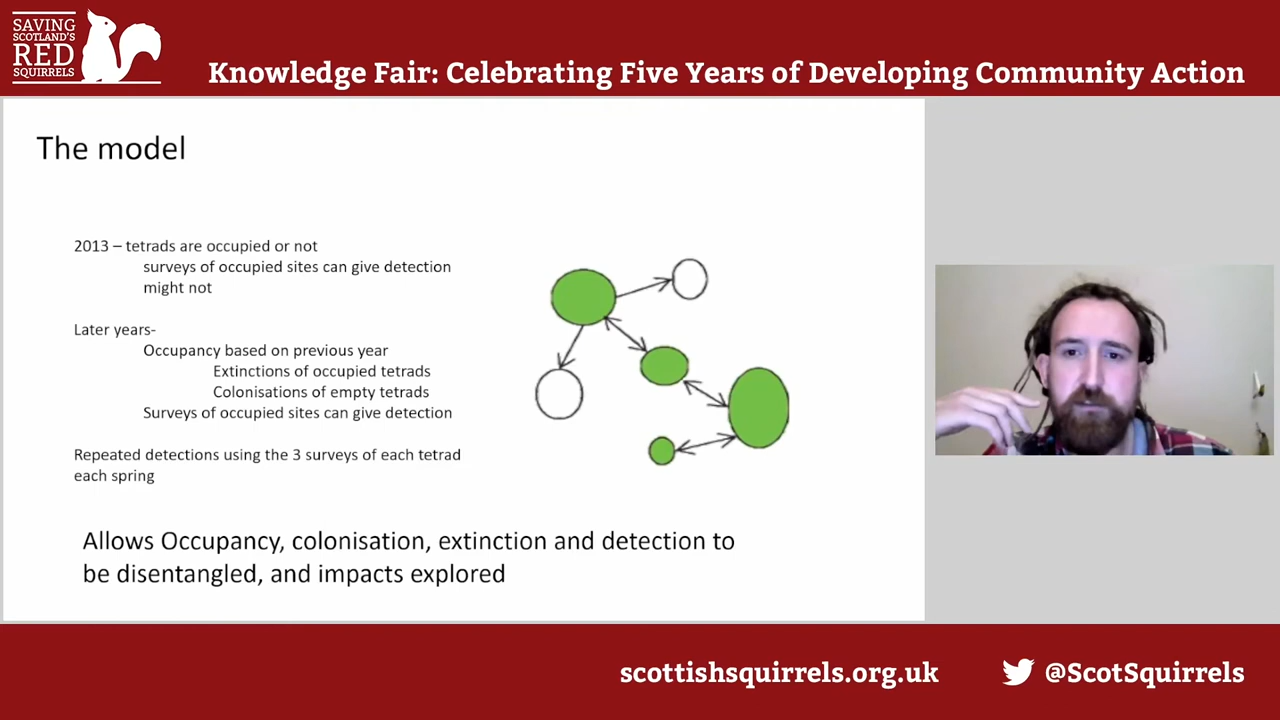 SAVING
SCOTLAND'S
RED
SQUIRRELS
Knowledge Fair: Celebrating Five Years of Developing Community Action
The model
2013 – tetrads are occupied or not
surveys of occupied sites can give detection
might not
Later years-
Occupancy based on previous year
Extinctions of occupied tetrads
Colonisations of empty tetrads
Surveys of occupied sites can give detection
Repeated detections using the 3 surveys of each tetrad
each spring
Allows Occupancy, colonisation, extinction and detection to
be disentangled, and impacts explored
scottishsquirrels.org.uk
@ScotSquirrels